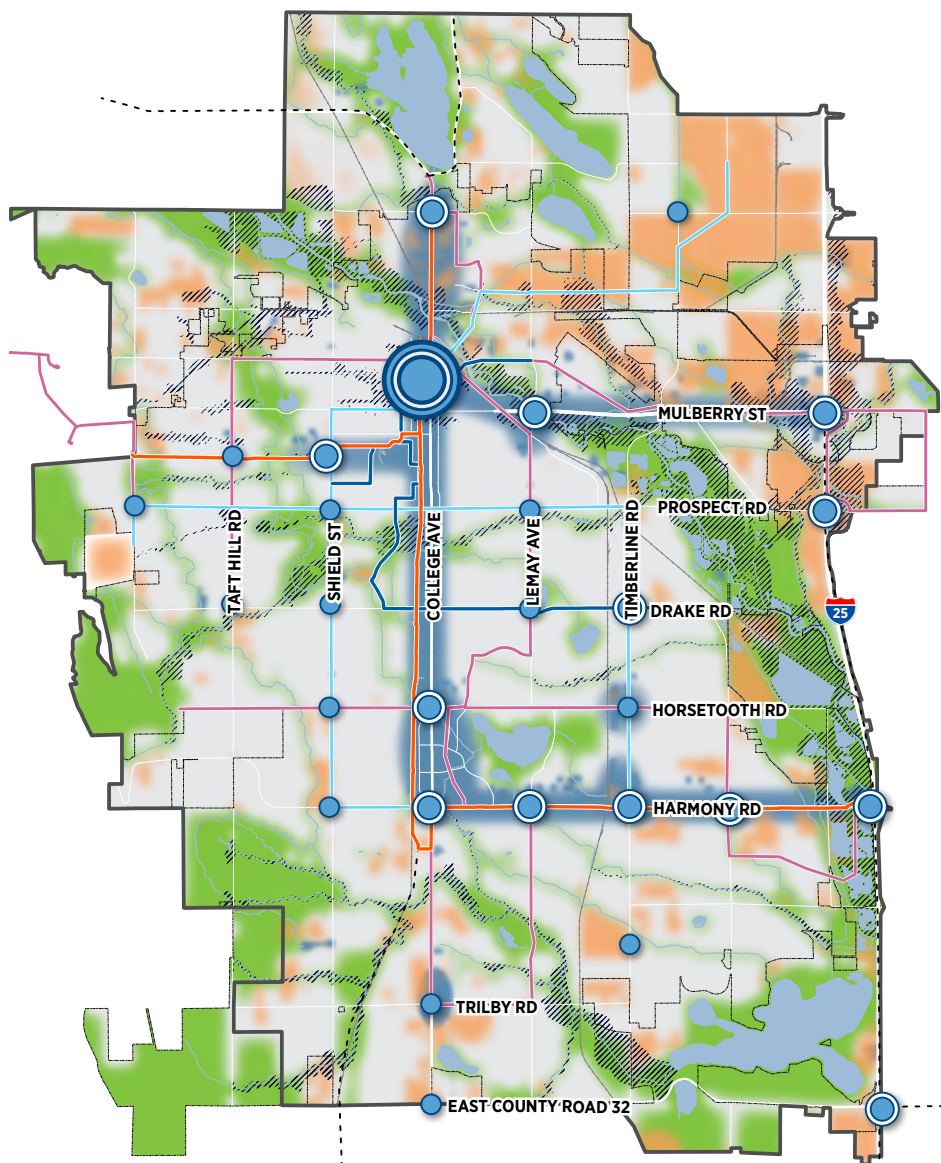 MULBERRY ST
PROSPECT RD
TAFT HILL RD
SHIELD ST
COLLEGE AVE
LEMAY AVE
TIMBERLINE RD
DRAKE RD
25
HORSETOOTH RD
HARMONY RD
TRILBY RD
EAST COUNTY ROAD 32